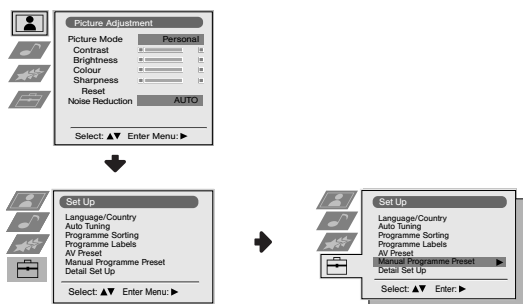 Picture Adjustment
Picture Mode Personal
Contrast
Brightness
Colour
Sharpness
Reset
Noise Reduction AUTO
Select: ▲▼ Enter Menu: ▶
Set Up
Language/Country
Auto Tuning
Programme Sorting
Programme Labels
AV Preset
Manual Programme Preset
Detail Set Up
Select: ▲▼ Enter Menu: ▶
Set Up
Language/Country
Auto Tuning
Programme Sorting
Programme Labels
AV Preset
Manual Programme Preset ▶
Detail Set Up
Select: ▲▼ Enter: ▶